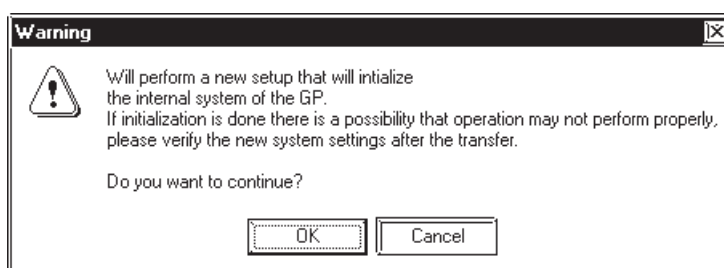 Warning
Will perform a new setup that will intialize
the internal system of the GP.
If initialization is done there is a possibility that operation may not perform properly,
please verify the new system settings after the transfer.
Do you want to continue?
OK
Cancel